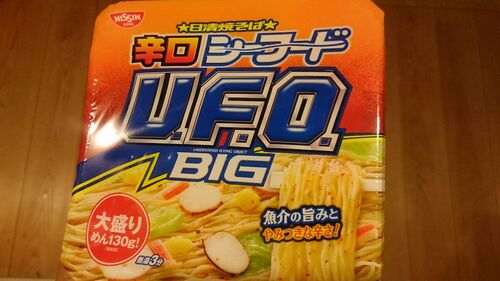 NISSIN
★日清焼そば★
辛口シーフード
U.F.O.
UNIDENTIFIED FLYING OBJECT
BIG
魚介の旨みと
やみつきな辛さ!
大盛り
めん130g!
熱湯3分